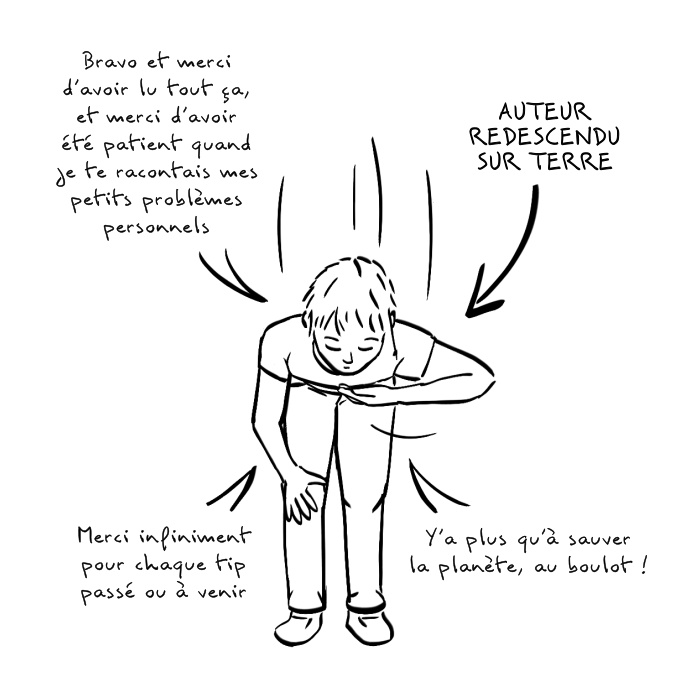 Bravo et merci
d'avoir lu tout ça,
et merci d'avoir
été patient quand
je te racontais mes
petits problèmes
personnels
AUTEUR
REDESCENDU
SUR TERRE
Merci infiniment
pour chaque tip
passé ou à venir
Y'a plus qu'à sauver
la planète, au boulot !